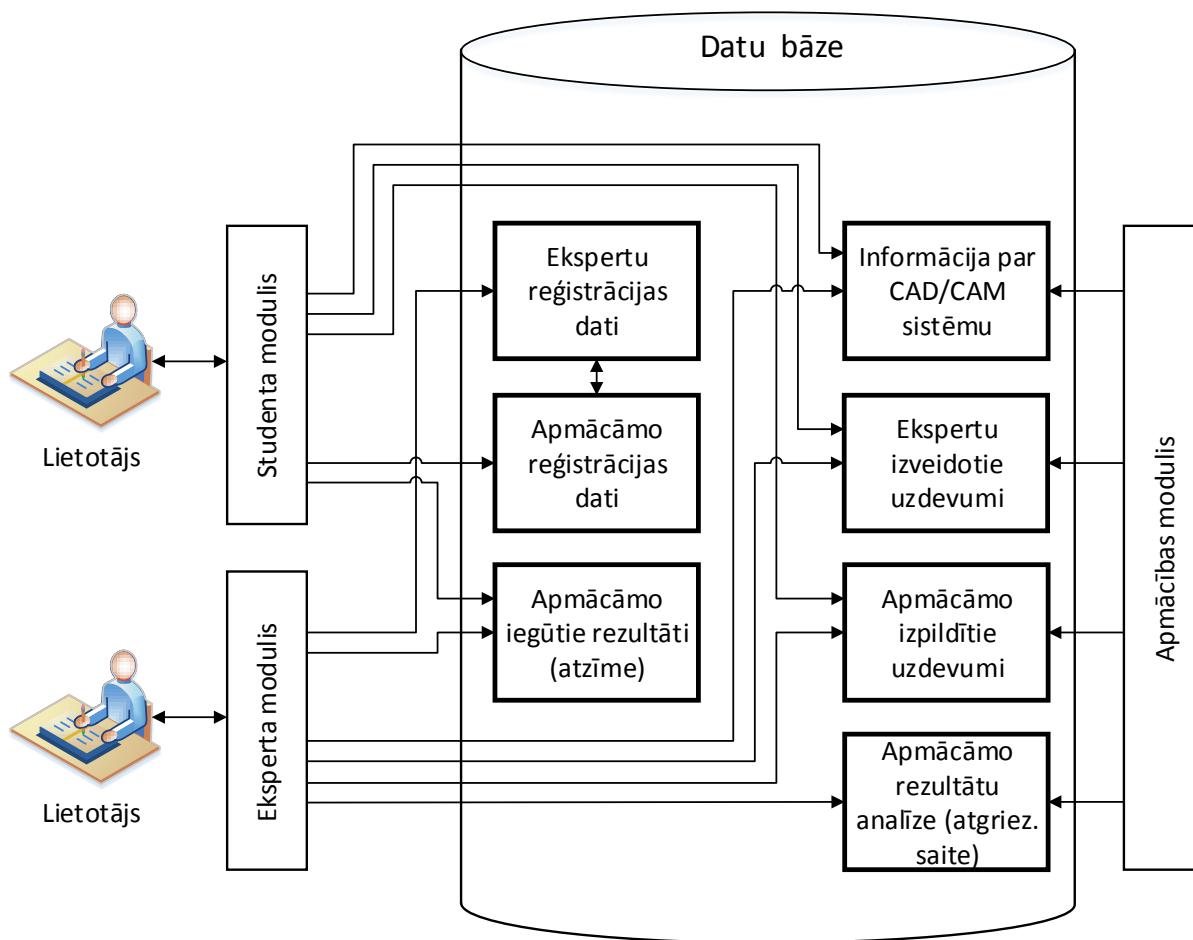 Datu bāze
Studenta modulis
Lietotājs
Eksperta modulis
Lietotājs
Ekspertu
reģistrācijas
dati
Apmācāmo
reģistrācijas
dati
Apmācāmo
iegūtie rezultāti
(atzīme)
Informācija par
CAD/CAM
sistēmu
Ekspertu
izveidotie
uzdevumi
Apmācāmo
izpildītie
uzdevumi
Apmācāmo
rezultātu
analīze (atgriez.
saite)
Apmācības modulis